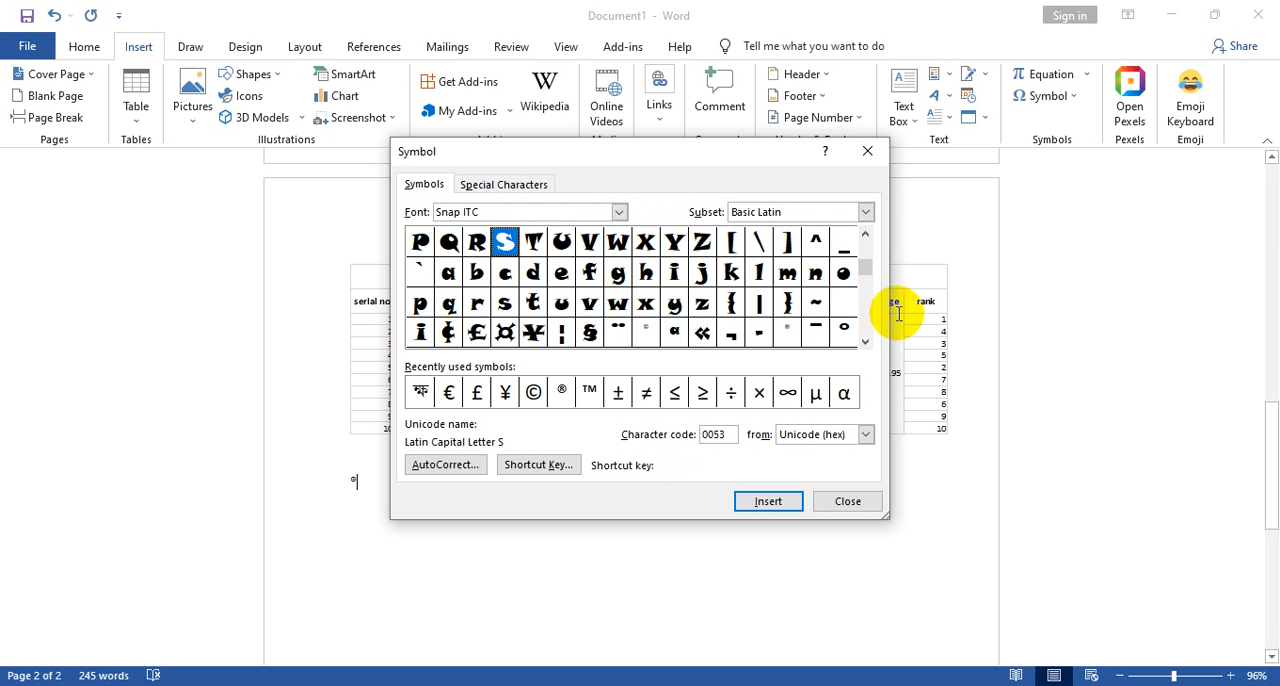 Document1 - Word
Sign in
File Home Insert Draw Design Layout References Mailings Review View Add-ins Help Tell me what you want to do Share
Cover Page
Blank Page
Page Break
Pages
Table
Tables
Pictures
Shapes
Icons
3D Models
SmartArt
Chart
Screenshot
Illustrations
Get Add-ins
My Add-ins
Wikipedia
Online
Videos
Links
Comment
Header
Footer
Page Number
Text
Box
Text
Equation
Symbol
Symbols
Open
Pexels
Pexels
Emoji
Keyboard
Emoji
Symbol
?
Symbols Special Characters
Font: Snap ITC Subset: Basic Latin
P Q R S T U V W X Y Z [ \ ] ^ _
` a b c d e f g h i j k l m n o
p q r s t u v w x y z { | } ~
¡ ¢ £ ¤ ¥ ¦ § ¨ © ª « ¬ - ® ¯ °
Recently used symbols:
€ £ ¥ © ® ™ ± ≠ ≤ ≥ ÷ × ∞ µ α
Unicode name:
Latin Capital Letter S
Character code: 0053 from: Unicode (hex)
AutoCorrect... Shortcut Key... Shortcut key:
Insert Close
serial no
rank
1
4
3
5
95 2
7
8
6
9
10 10
Page 2 of 2 245 words
96%